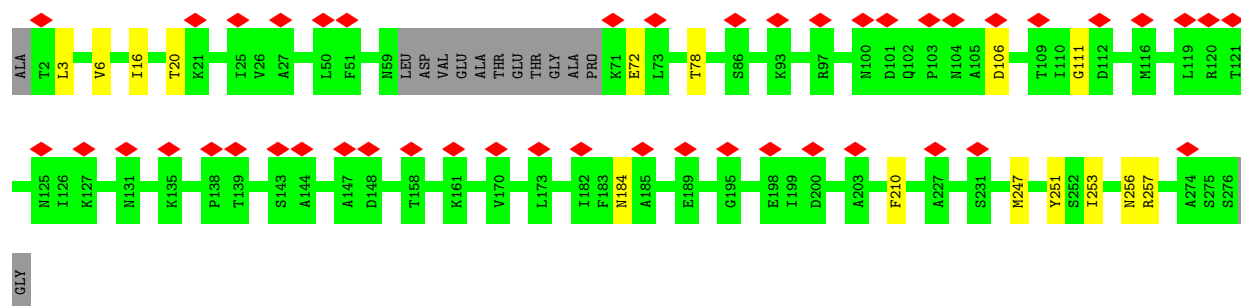 ALA T2 L3 V6 I16 T20 K21 I25 V26 A27 L50 F51 N59 LEU ASP VAL GLU ALA THR GLU THR GLY ALA PRO K71 E72 L73 T78 S86 K93 R97 N100 D101 Q102 P103 N104 A105 D106 T109 I110 G111 D112 M116 L119 R120 T121
N125 I126 K127 N131 K135 P138 T139 S143 A144 A147 D148 T158 K161 V170 L173 I182 F183 N184 A185 E189 G195 E198 I199 D200 A203 F210 A227 S231 M247 Y251 S252 I253 N256 R257 A274 S275 S276
GLY